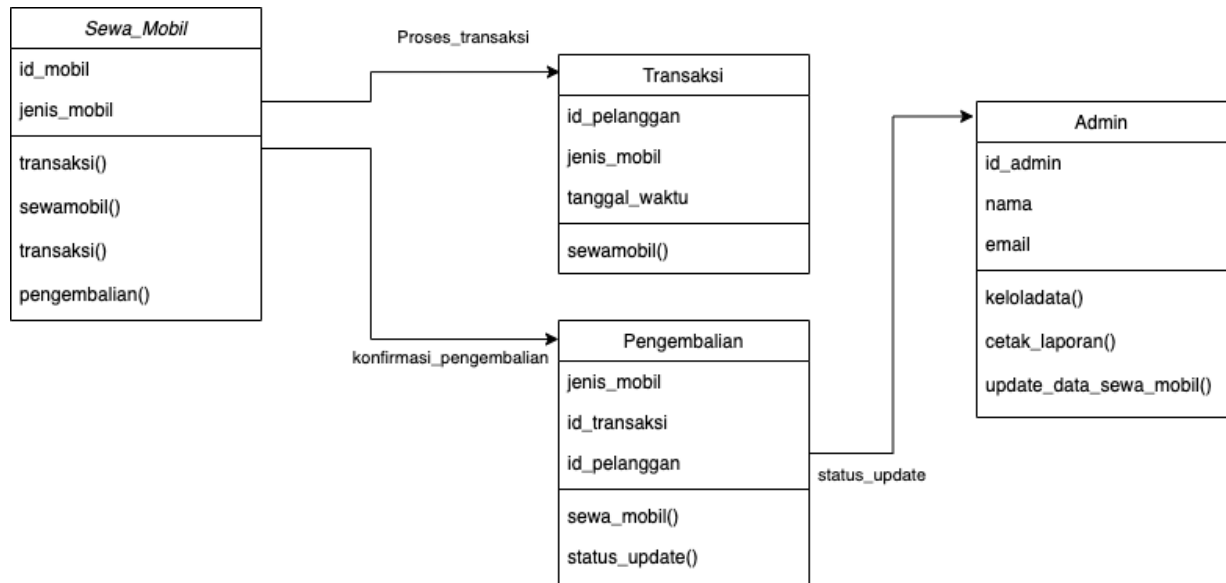 Sewa_Mobil
id_mobil
jenis_mobil
transaksi()
sewamobil()
transaksi()
pengembalian()
Proses_transaksi
Transaksi
id_pelanggan
jenis_mobil
tanggal_waktu
sewamobil()
konfirmasi_pengembalian
Pengembalian
jenis_mobil
id_transaksi
id_pelanggan
sewa_mobil()
status_update()
status_update
Admin
id_admin
nama
email
keloladata()
cetak_laporan()
update_data_sewa_mobil()